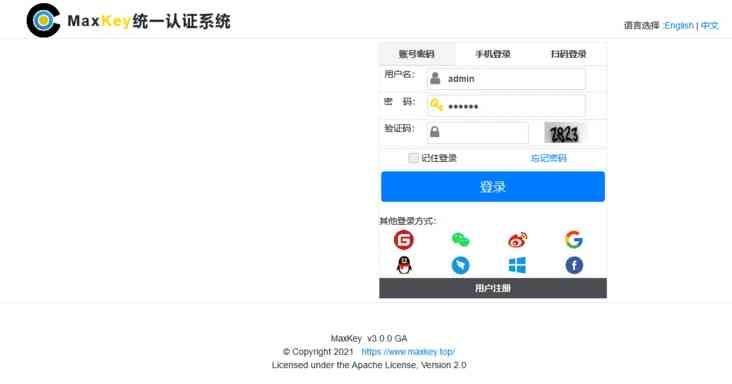 MaxKey统一认证系统
语言选择 :English | 中文
账号密码 手机登录 扫码登录
用户名: admin
密 码: ••••••
验证码: 2823
记住登录 忘记密码
登录
其他登录方式:
用户注册
MaxKey v3.0.0 GA
© Copyright 2021 https://www.maxkey.top/
Licensed under the Apache License, Version 2.0